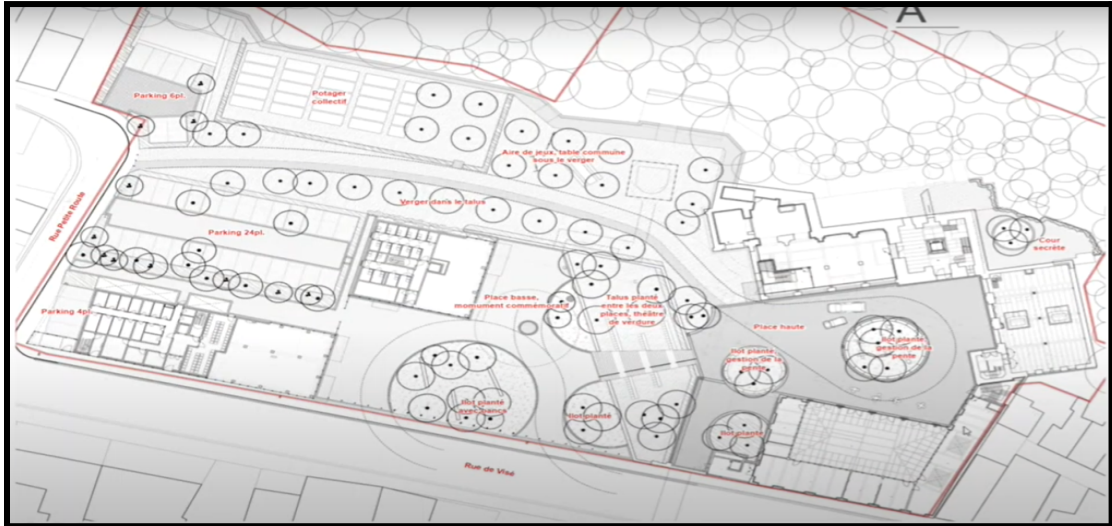 A
Parking 6pl.
Potager
collectif
Aire de jeux, table commune
sous le verger
Verger dans le talus
Rue Petite Route
Parking 24pl.
Cour
secrète
Parking 4pl.
Place basse,
monument commémoratif
Talus planté
entre les deux
places, théâtre
de verdure
Place haute
Ilot planté
gestion de la
pente
Ilot planté,
gestion de la
pente
Ilot planté
avec bancs
Ilot planté
Ilot planté
Rue de Visé